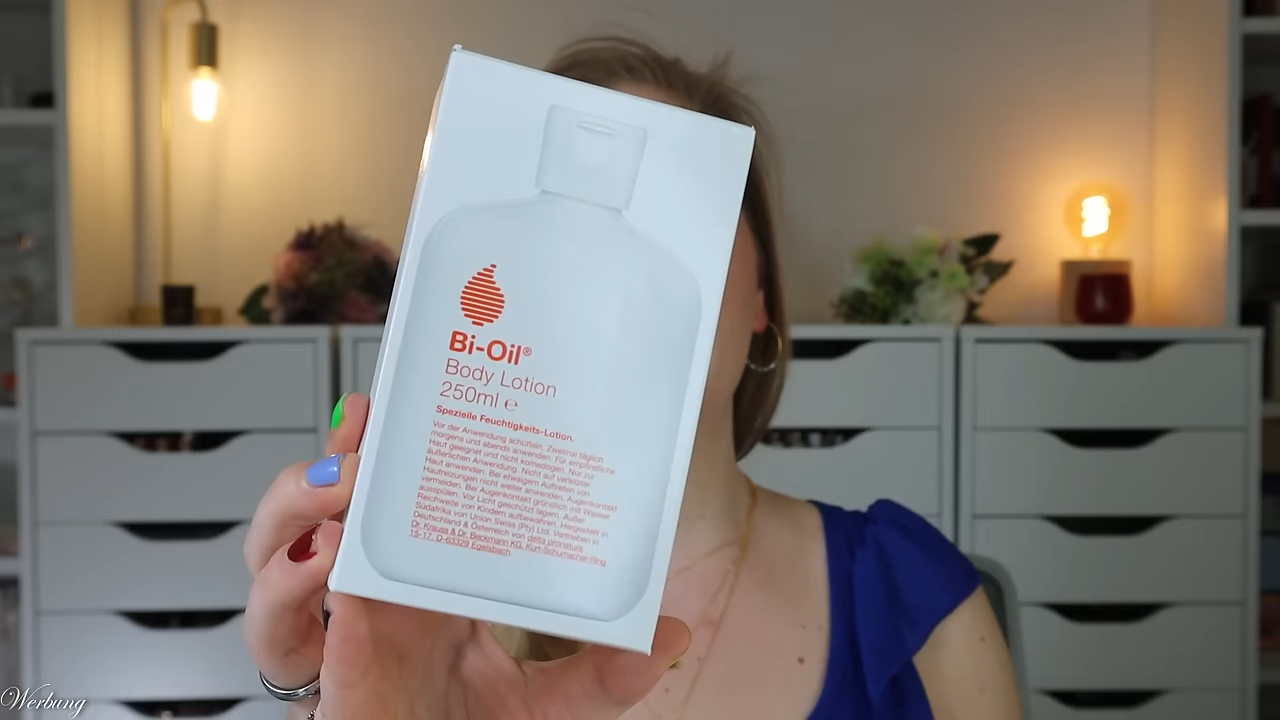 Bi-Oil®
Body Lotion
250ml ℮
Spezielle Feuchtigkeits-Lotion.
Vor der Anwendung schütteln. Zweimal täglich
morgens und abends anwenden. Für empfindliche
Haut geeignet und nicht komedogen. Nur zur
äußerlichen Anwendung. Nicht auf verletzter
Haut anwenden. Bei etwaigem Auftreten von
Hautreizungen nicht weiter anwenden. Augenkontakt
vermeiden. Bei Augenkontakt gründlich mit Wasser
ausspülen. Vor Licht geschützt lagern. Außer
Reichweite von Kindern aufbewahren. Hergestellt in
Südafrika von Union Swiss (Pty) Ltd. Vertrieben in
Deutschland & Österreich von delta pronatura
Dr. Krauss & Dr. Beckmann KG, Kurt-Schumacher-Ring
15-17, D-63329 Egelsbach.
Werbung